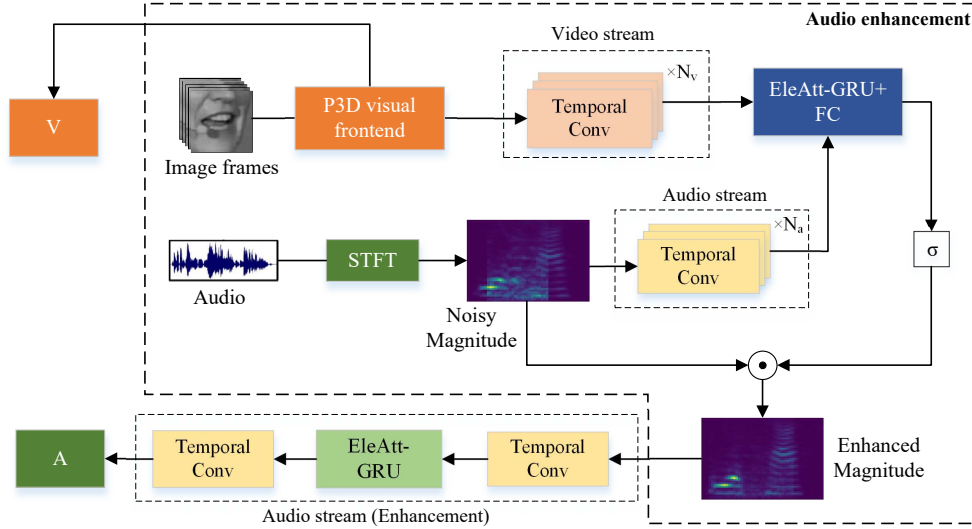 Audio enhancement
Video stream
×Nv
V
P3D visual
frontend
Temporal
Conv
EleAtt-GRU+
FC
Image frames
Audio stream
×Na
STFT
Temporal
Conv
σ
Audio
Noisy
Magnitude
A
Temporal
Conv
EleAtt-
GRU
Temporal
Conv
Enhanced
Magnitude
Audio stream (Enhancement)